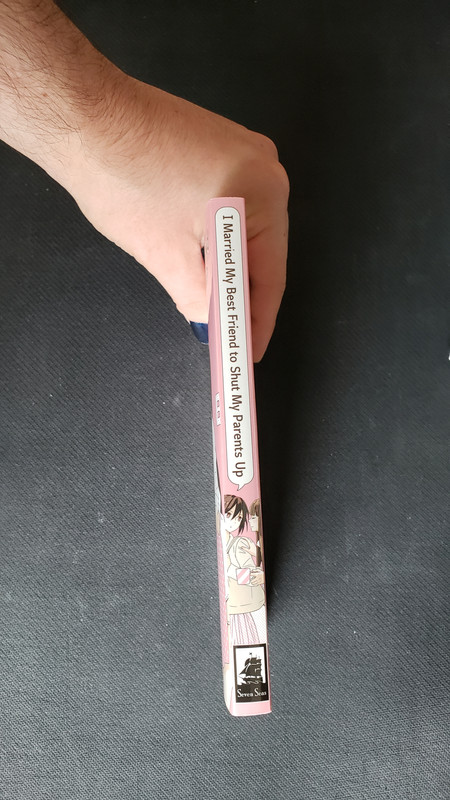 I Married My Best Friend to Shut My Parents Up
Seven Seas